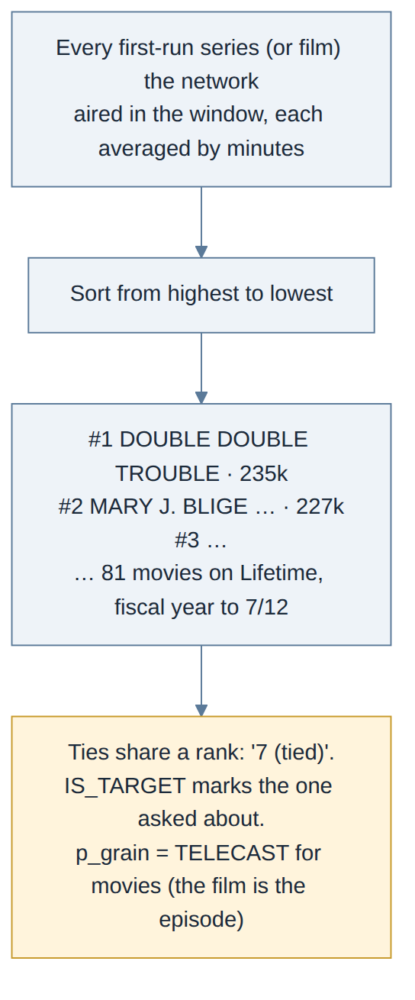 Every first-run series (or film)
the network
aired in the window, each
averaged by minutes
Sort from highest to lowest
#1 DOUBLE DOUBLE
TROUBLE · 235k
#2 MARY J. BLIGE … · 227k
#3 …
… 81 movies on Lifetime,
fiscal year to 7/12
Ties share a rank: '7 (tied)'.
IS_TARGET marks the one
asked about.
p_grain = TELECAST for
movies (the film is the
episode)